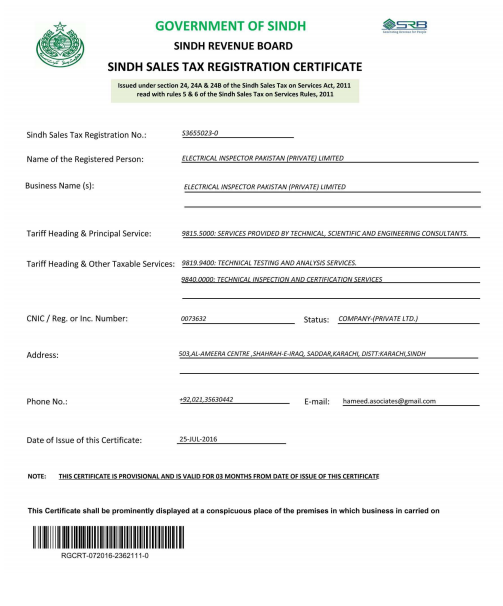 GOVERNMENT OF SINDH
SRB
SINDH REVENUE BOARD
SINDH SALES TAX REGISTRATION CERTIFICATE
Issued under section 24, 24A & 24B of the Sindh Sales Tax on Services Act, 2011
read with rules 5 & 6 of the Sindh Sales Tax on Services Rules, 2011
Sindh Sales Tax Registration No.: S3655023-0
Name of the Registered Person: ELECTRICAL INSPECTOR PAKISTAN (PRIVATE) LIMITED
Business Name (s): ELECTRICAL INSPECTOR PAKISTAN (PRIVATE) LIMITED
Tariff Heading & Principal Service: 9815.5000: SERVICES PROVIDED BY TECHNICAL, SCIENTIFIC AND ENGINEERING CONSULTANTS.
Tariff Heading & Other Taxable Services: 9819.9400: TECHNICAL TESTING AND ANALYSIS SERVICES.
9840.0000: TECHNICAL INSPECTION AND CERTIFICATION SERVICES
CNIC / Reg. or Inc. Number: 0073632 Status: COMPANY-(PRIVATE LTD.)
Address: 503,AL-AMEERA CENTRE ,SHAHRAH-E-IRAQ, SADDAR,KARACHI, DISTT:KARACHI,SINDH
Phone No.: +92,021,35630442 E-mail: hameed.asociates@gmail.com
Date of Issue of this Certificate: 25-JUL-2016
NOTE: THIS CERTIFICATE IS PROVISIONAL AND IS VALID FOR 03 MONTHS FROM DATE OF ISSUE OF THIS CERTIFICATE
This Certificate shall be prominently displayed at a conspicuous place of the premises in which business in carried on
RGCRT-072016-2362111-0